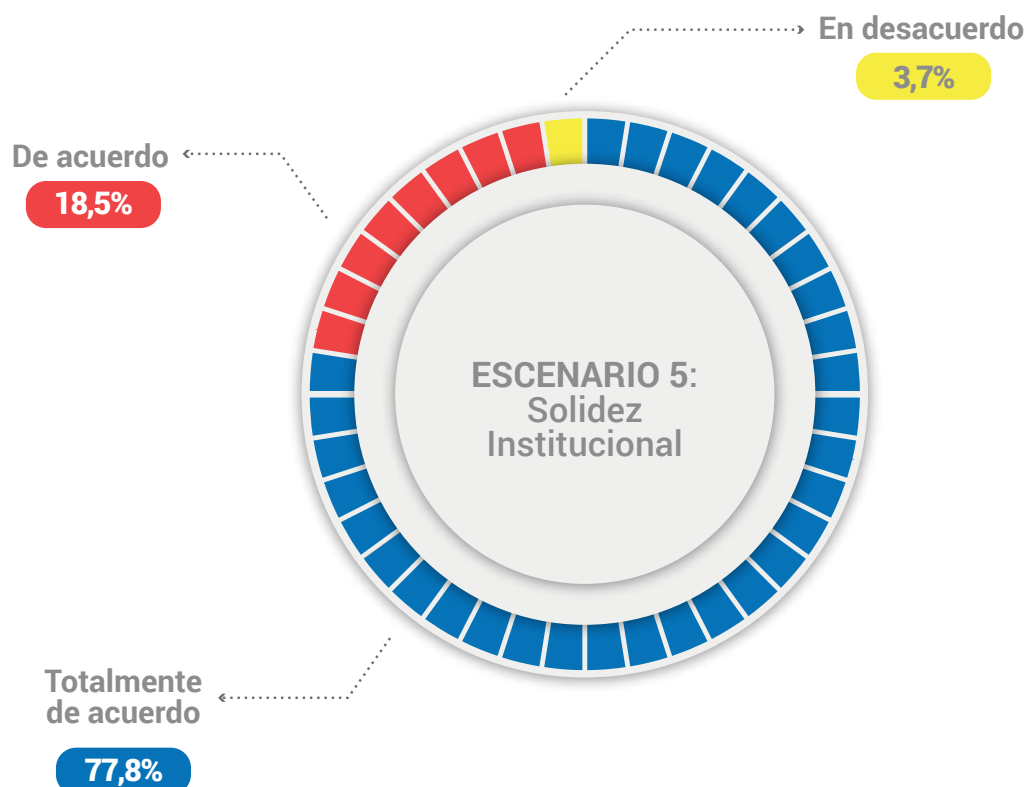 En desacuerdo
3,7%
De acuerdo
18,5%
ESCENARIO 5:
Solidez
Institucional
Totalmente
de acuerdo
77,8%